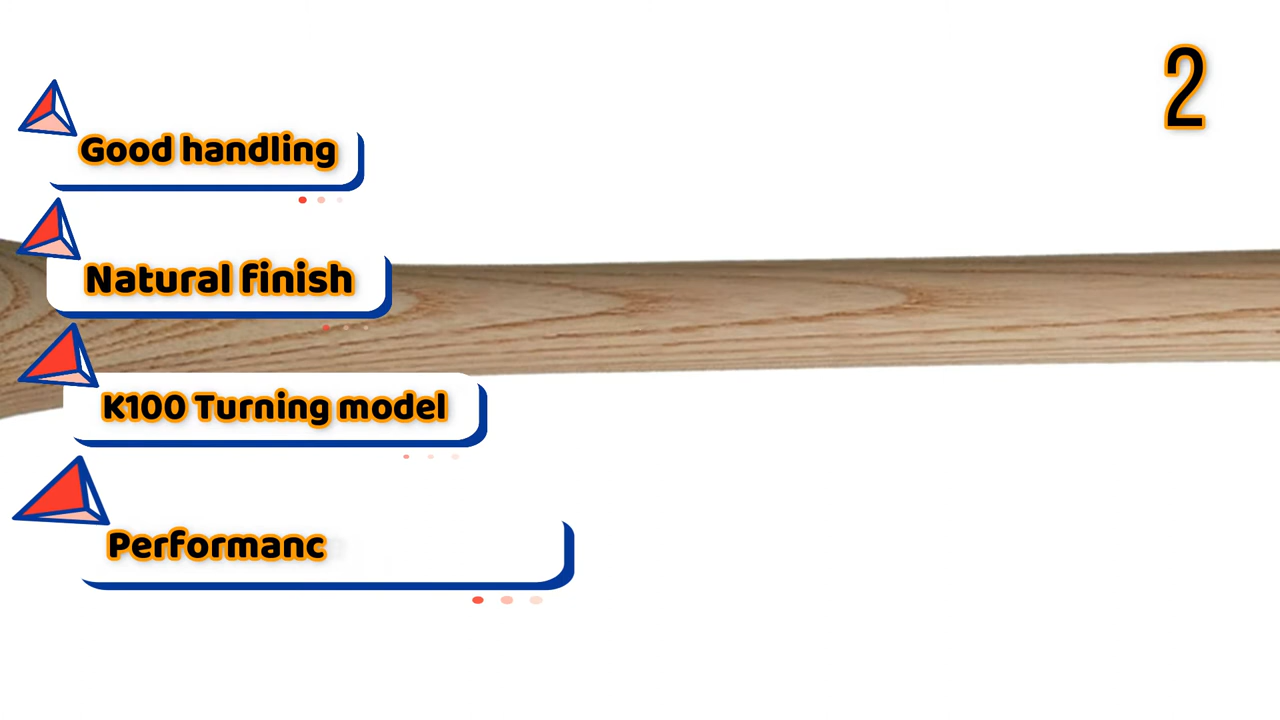 2
Good handling
Natural finish
K100 Turning model
Performanc